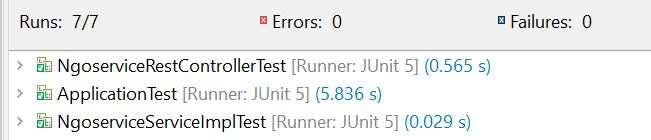 Runs: 7/7 Errors: 0 Failures: 0
NgoserviceRestControllerTest [Runner: JUnit 5] (0.565 s)
ApplicationTest [Runner: JUnit 5] (5.836 s)
NgoserviceServiceImplTest [Runner: JUnit 5] (0.029 s)